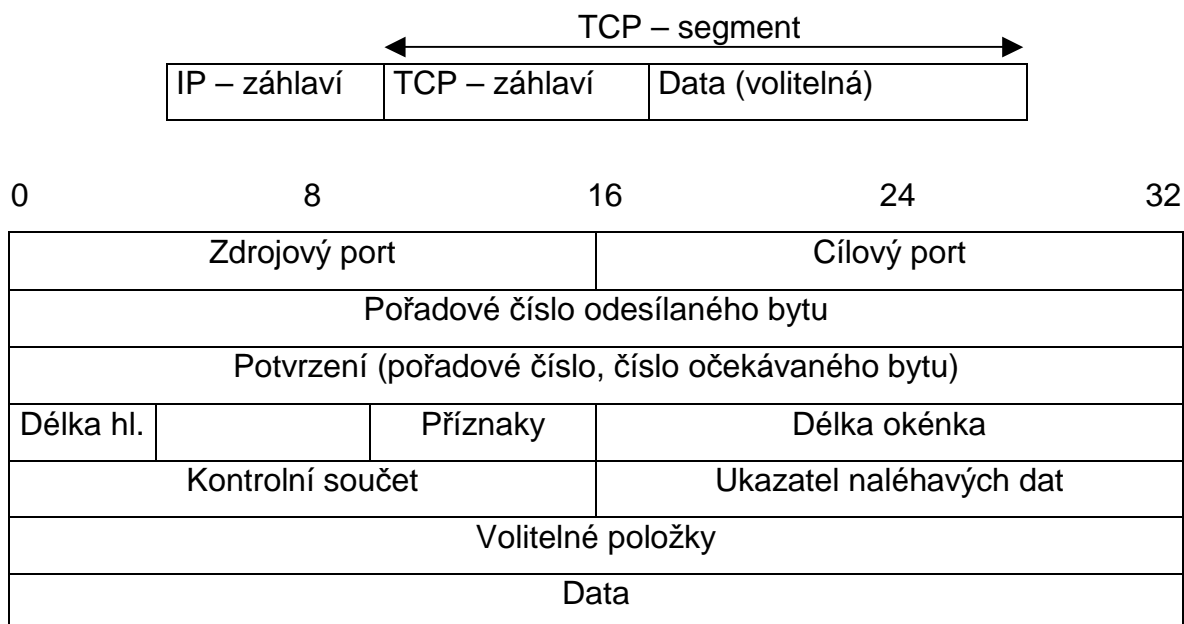 TCP – segment
IP – záhlaví TCP – záhlaví Data (volitelná)
0 8 16 24 32
Zdrojový port Cílový port
Pořadové číslo odesílaného bytu
Potvrzení (pořadové číslo, číslo očekávaného bytu)
Délka hl. Příznaky Délka okénka
Kontrolní součet Ukazatel naléhavých dat
Volitelné položky
Data